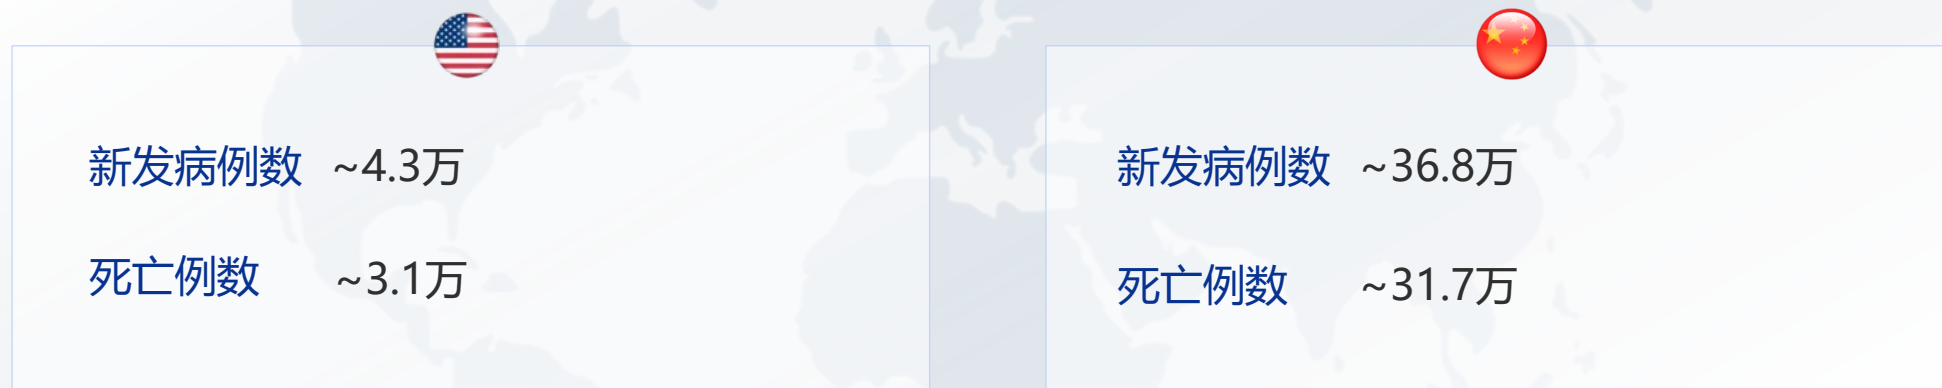 新发病例数 ~4.3万
死亡例数 ~3.1万
新发病例数 ~36.8万
死亡例数 ~31.7万